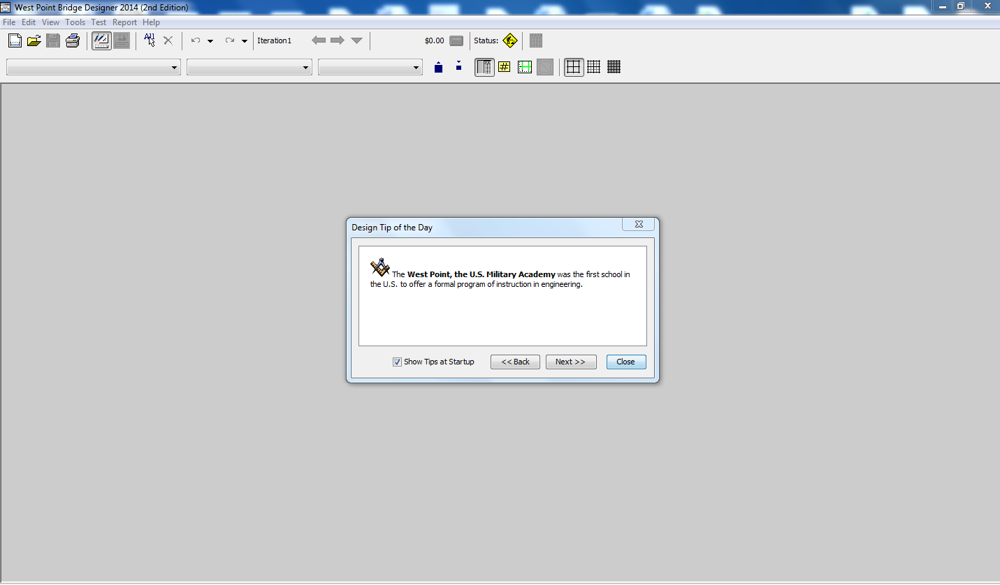 West Point Bridge Designer 2014 (2nd Edition)
File Edit View Tools Test Report Help
All Iteration1 $0.00 Status:
Design Tip of the Day
The West Point, the U.S. Military Academy was the first school in
the U.S. to offer a formal program of instruction in engineering.
Show Tips at Startup << Back Next >> Close